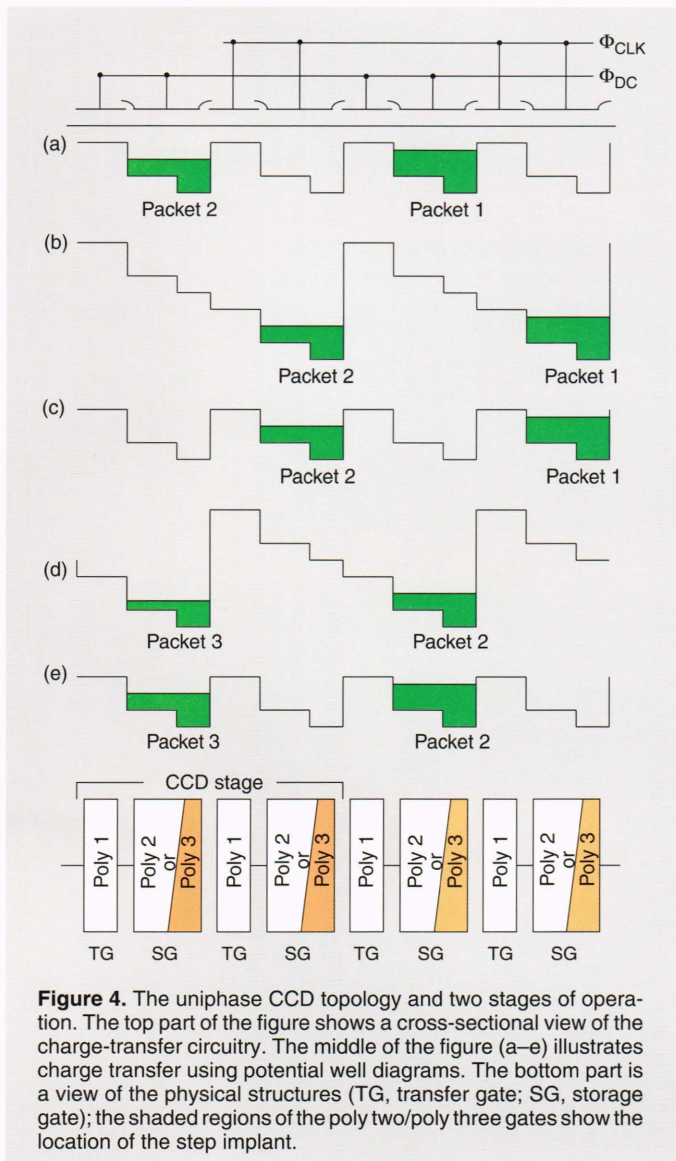 ΦCLK
ΦDC
(a)
Packet 2 Packet 1
(b)
Packet 2 Packet 1
(c)
Packet 2 Packet 1
(d)
Packet 3 Packet 2
(e)
Packet 3 Packet 2
CCD stage
Poly 1 Poly 2 or Poly 3 Poly 1 Poly 2 or Poly 3 Poly 1 Poly 2 or Poly 3 Poly 1 Poly 2 or Poly 3
TG SG TG SG TG SG TG SG
Figure 4. The uniphase CCD topology and two stages of opera-
tion. The top part of the figure shows a cross-sectional view of the
charge-transfer circuitry. The middle of the figure (a–e) illustrates
charge transfer using potential well diagrams. The bottom part is
a view of the physical structures (TG, transfer gate; SG, storage
gate); the shaded regions of the poly two/poly three gates show the
location of the step implant.